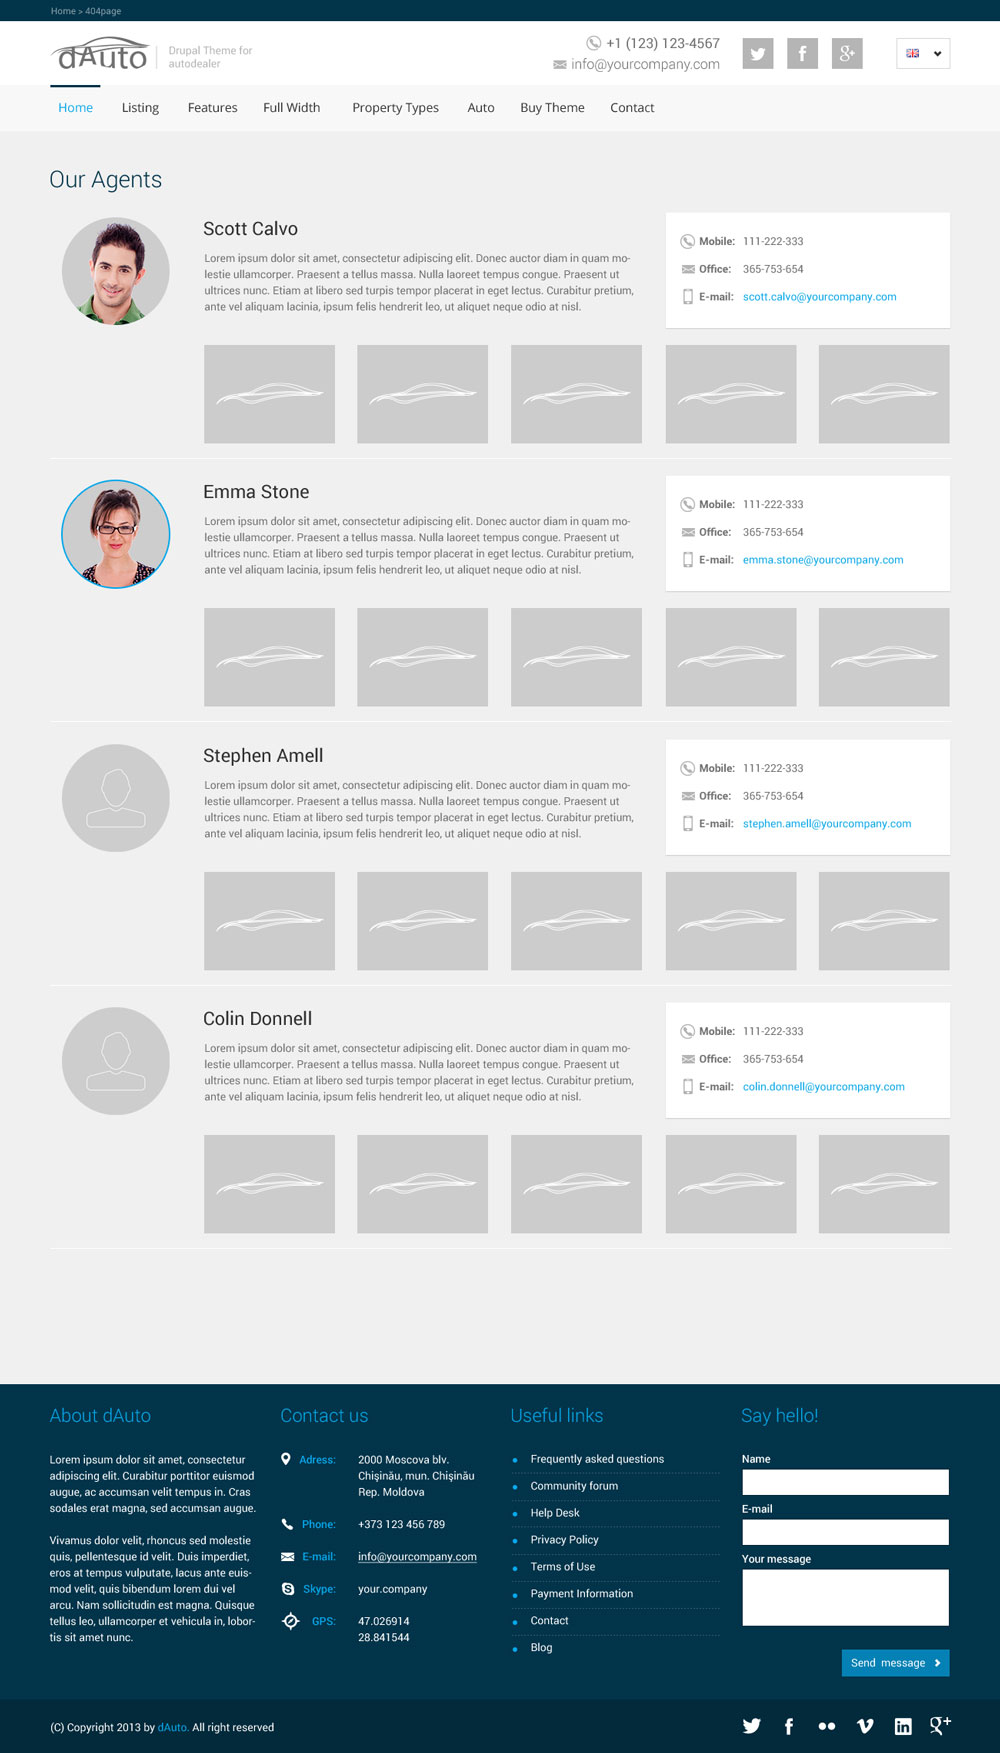 Home > 404page
dAuto
Drupal Theme for
autodealer
+1 (123) 123-4567
info@yourcompany.com
Home Listing Features Full Width Property Types Auto Buy Theme Contact
Our Agents
Scott Calvo
Lorem ipsum dolor sit amet, consectetur adipiscing elit. Donec auctor diam in quam mo-
lestie ullamcorper. Praesent a tellus massa. Nulla laoreet tempus congue. Praesent ut
ultrices nunc. Etiam at libero sed turpis tempor placerat in eget lectus. Curabitur pretium,
ante vel aliquam lacinia, ipsum felis hendrerit leo, ut aliquet neque odio at nisl.
Mobile: 111-222-333
Office: 365-753-654
E-mail: scott.calvo@yourcompany.com
Emma Stone
Lorem ipsum dolor sit amet, consectetur adipiscing elit. Donec auctor diam in quam mo-
lestie ullamcorper. Praesent a tellus massa. Nulla laoreet tempus congue. Praesent ut
ultrices nunc. Etiam at libero sed turpis tempor placerat in eget lectus. Curabitur pretium,
ante vel aliquam lacinia, ipsum felis hendrerit leo, ut aliquet neque odio at nisl.
Mobile: 111-222-333
Office: 365-753-654
E-mail: emma.stone@yourcompany.com
Stephen Amell
Lorem ipsum dolor sit amet, consectetur adipiscing elit. Donec auctor diam in quam mo-
lestie ullamcorper. Praesent a tellus massa. Nulla laoreet tempus congue. Praesent ut
ultrices nunc. Etiam at libero sed turpis tempor placerat in eget lectus. Curabitur pretium,
ante vel aliquam lacinia, ipsum felis hendrerit leo, ut aliquet neque odio at nisl.
Mobile: 111-222-333
Office: 365-753-654
E-mail: stephen.amell@yourcompany.com
Colin Donnell
Lorem ipsum dolor sit amet, consectetur adipiscing elit. Donec auctor diam in quam mo-
lestie ullamcorper. Praesent a tellus massa. Nulla laoreet tempus congue. Praesent ut
ultrices nunc. Etiam at libero sed turpis tempor placerat in eget lectus. Curabitur pretium,
ante vel aliquam lacinia, ipsum felis hendrerit leo, ut aliquet neque odio at nisl.
Mobile: 111-222-333
Office: 365-753-654
E-mail: colin.donnell@yourcompany.com
About dAuto
Lorem ipsum dolor sit amet, consectetur
adipiscing elit. Curabitur porttitor euismod
augue, ac accumsan velit tempus in. Cras
sodales erat magna, sed accumsan augue.
Vivamus dolor velit, rhoncus sed molestie
quis, pellentesque id velit. Duis imperdiet,
eros at tempus vulputate, lacus ante euis-
mod velit, quis bibendum lorem dui vel
arcu. Nam sollicitudin est magna. Quisque
tellus leo, ullamcorper et vehicula in, lobor-
tis sit amet nunc.
Contact us
Adress: 2000 Moscova blv.
Chişinău, mun. Chişinău
Rep. Moldova
Phone: +373 123 456 789
E-mail: info@yourcompany.com
Skype: your.company
GPS: 47.026914
28.841544
Useful links
Frequently asked questions
Community forum
Help Desk
Privacy Policy
Terms of Use
Payment Information
Contact
Blog
Say hello!
Name
E-mail
Your message
Send message
(C) Copyright 2013 by dAuto. All right reserved